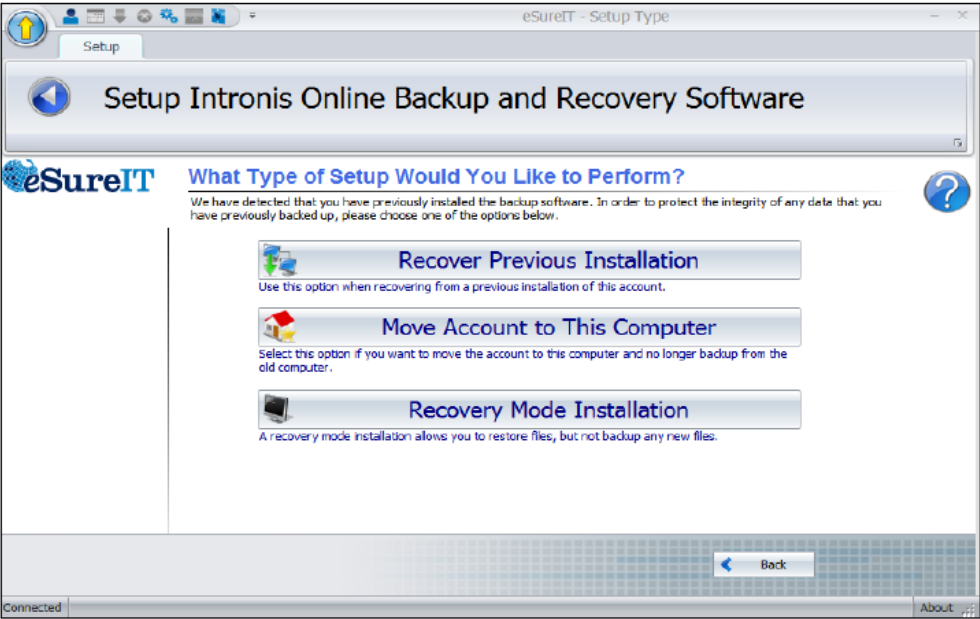 eSureIT - Setup Type
Setup
Setup Intronis Online Backup and Recovery Software
eSureIT
What Type of Setup Would You Like to Perform?
We have detected that you have previously installed the backup software. In order to protect the integrity of any data that you
have previously backed up, please choose one of the options below.
Recover Previous Installation
Use this option when recovering from a previous installation of this account.
Move Account to This Computer
Select this option if you want to move the account to this computer and no longer backup from the
old computer.
Recovery Mode Installation
A recovery mode installation allows you to restore files, but not backup any new files.
Back
Connected
About